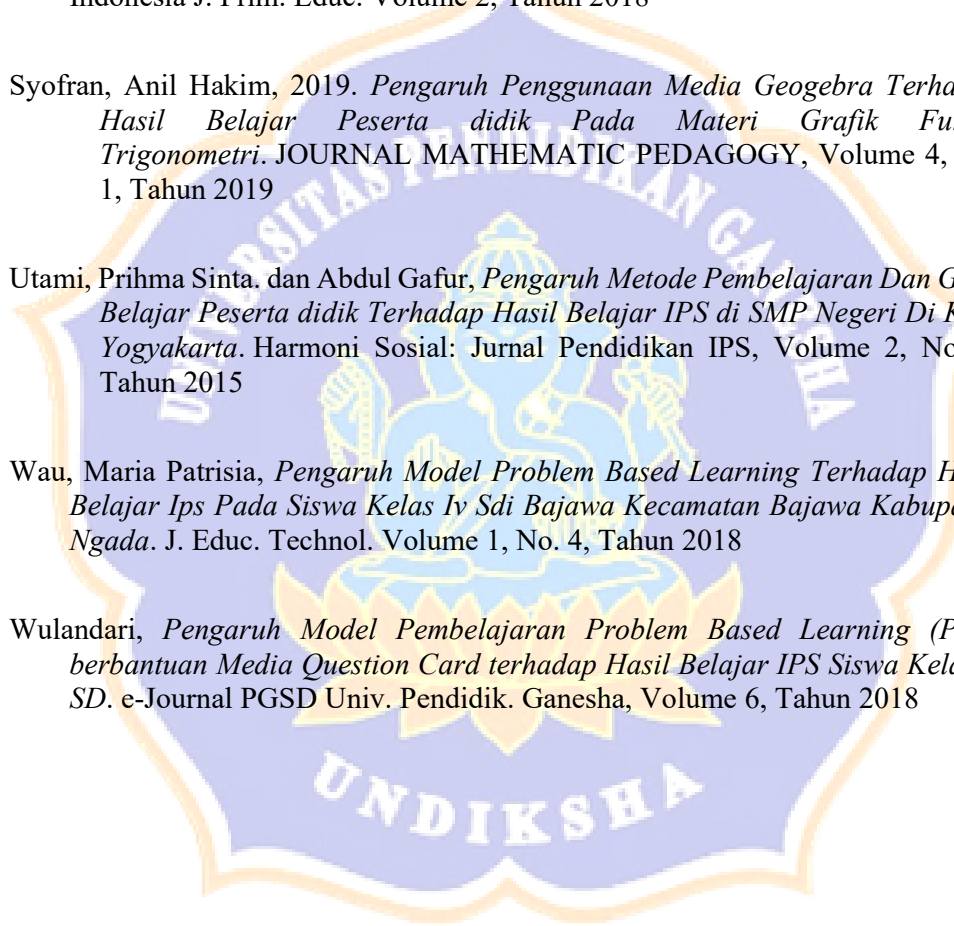 Indonesia J. Prim. Educ. Volume 2, Tahun 2018
Syofran, Anil Hakim, 2019. Pengaruh Penggunaan Media Geogebra Terha
Hasil Belajar Peserta didik Pada Materi Grafik Fu
Trigonometri. JOURNAL MATHEMATIC PEDAGOGY, Volume 4,
1, Tahun 2019
Utami, Prihma Sinta. dan Abdul Gafur, Pengaruh Metode Pembelajaran Dan G
Belajar Peserta didik Terhadap Hasil Belajar IPS di SMP Negeri Di K
Yogyakarta. Harmoni Sosial: Jurnal Pendidikan IPS, Volume 2, No
Tahun 2015
Wau, Maria Patrisia, Pengaruh Model Problem Based Learning Terhadap H
Belajar Ips Pada Siswa Kelas Iv Sdi Bajawa Kecamatan Bajawa Kabupa
Ngada. J. Educ. Technol. Volume 1, No. 4, Tahun 2018
Wulandari, Pengaruh Model Pembelajaran Problem Based Learning (P
berbantuan Media Question Card terhadap Hasil Belajar IPS Siswa Kela
SD. e-Journal PGSD Univ. Pendidik. Ganesha, Volume 6, Tahun 2018
UNIVERSITAS PENDIDIKAN GANESHA
UNDIKSHA